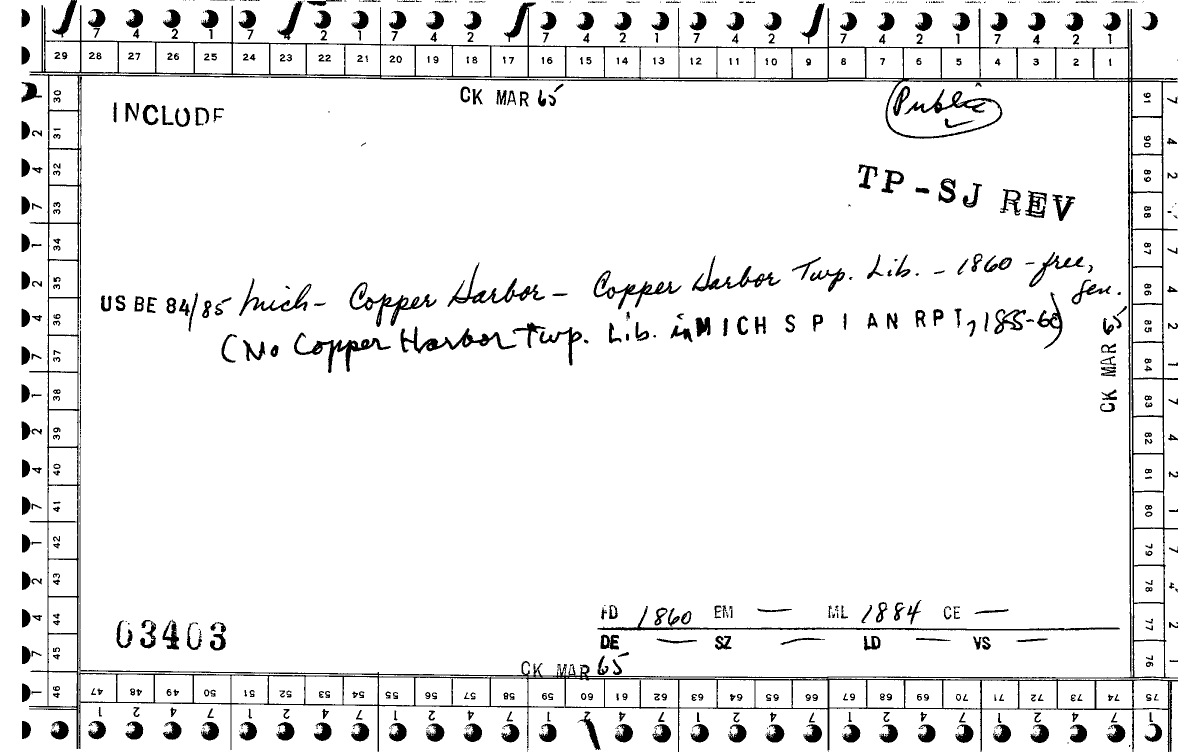 7 4 2 1 7 4 2 1 7 4 2 1 7 4 2 1 7 4 2 1 7 4 2 1 7 4 2 1
29 28 27 26 25 24 23 22 21 20 19 18 17 16 15 14 13 12 11 10 9 8 7 6 5 4 3 2 1
CK MAR 65
INCLUDE
Public
TP-SJ REV
US BE 84/85 Mich - Copper Harbor - Copper Harbor Twp. Lib. - 1860 - free, gen.
(No Copper Harbor Twp. Lib. in MICH S P I AN RPT, 1855-60)
CK MAR 65
03403
FD 1860 EM — ML 1884 CE —
DE — SZ — LD — VS —
CK MAR 65
30 31 32 33 34 35 36 37 38 39 40 41 42 43 44 45 46
91 90 89 88 87 86 85 84 83 82 81 80 79 78 77 76 75
47 48 49 50 51 52 53 54 55 56 57 58 59 60 61 62 63 64 65 66 67 68 69 70 71 72 73 74 75
1 2 4 7 1 2 4 7 1 2 4 7 1 2 4 7 1 2 4 7 1 2 4 7 1 2 4 7